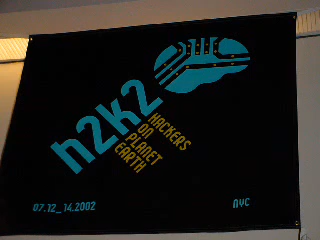 h2k2
HACKERS
ON
PLANET
EARTH
07.12_14.2002
NYC